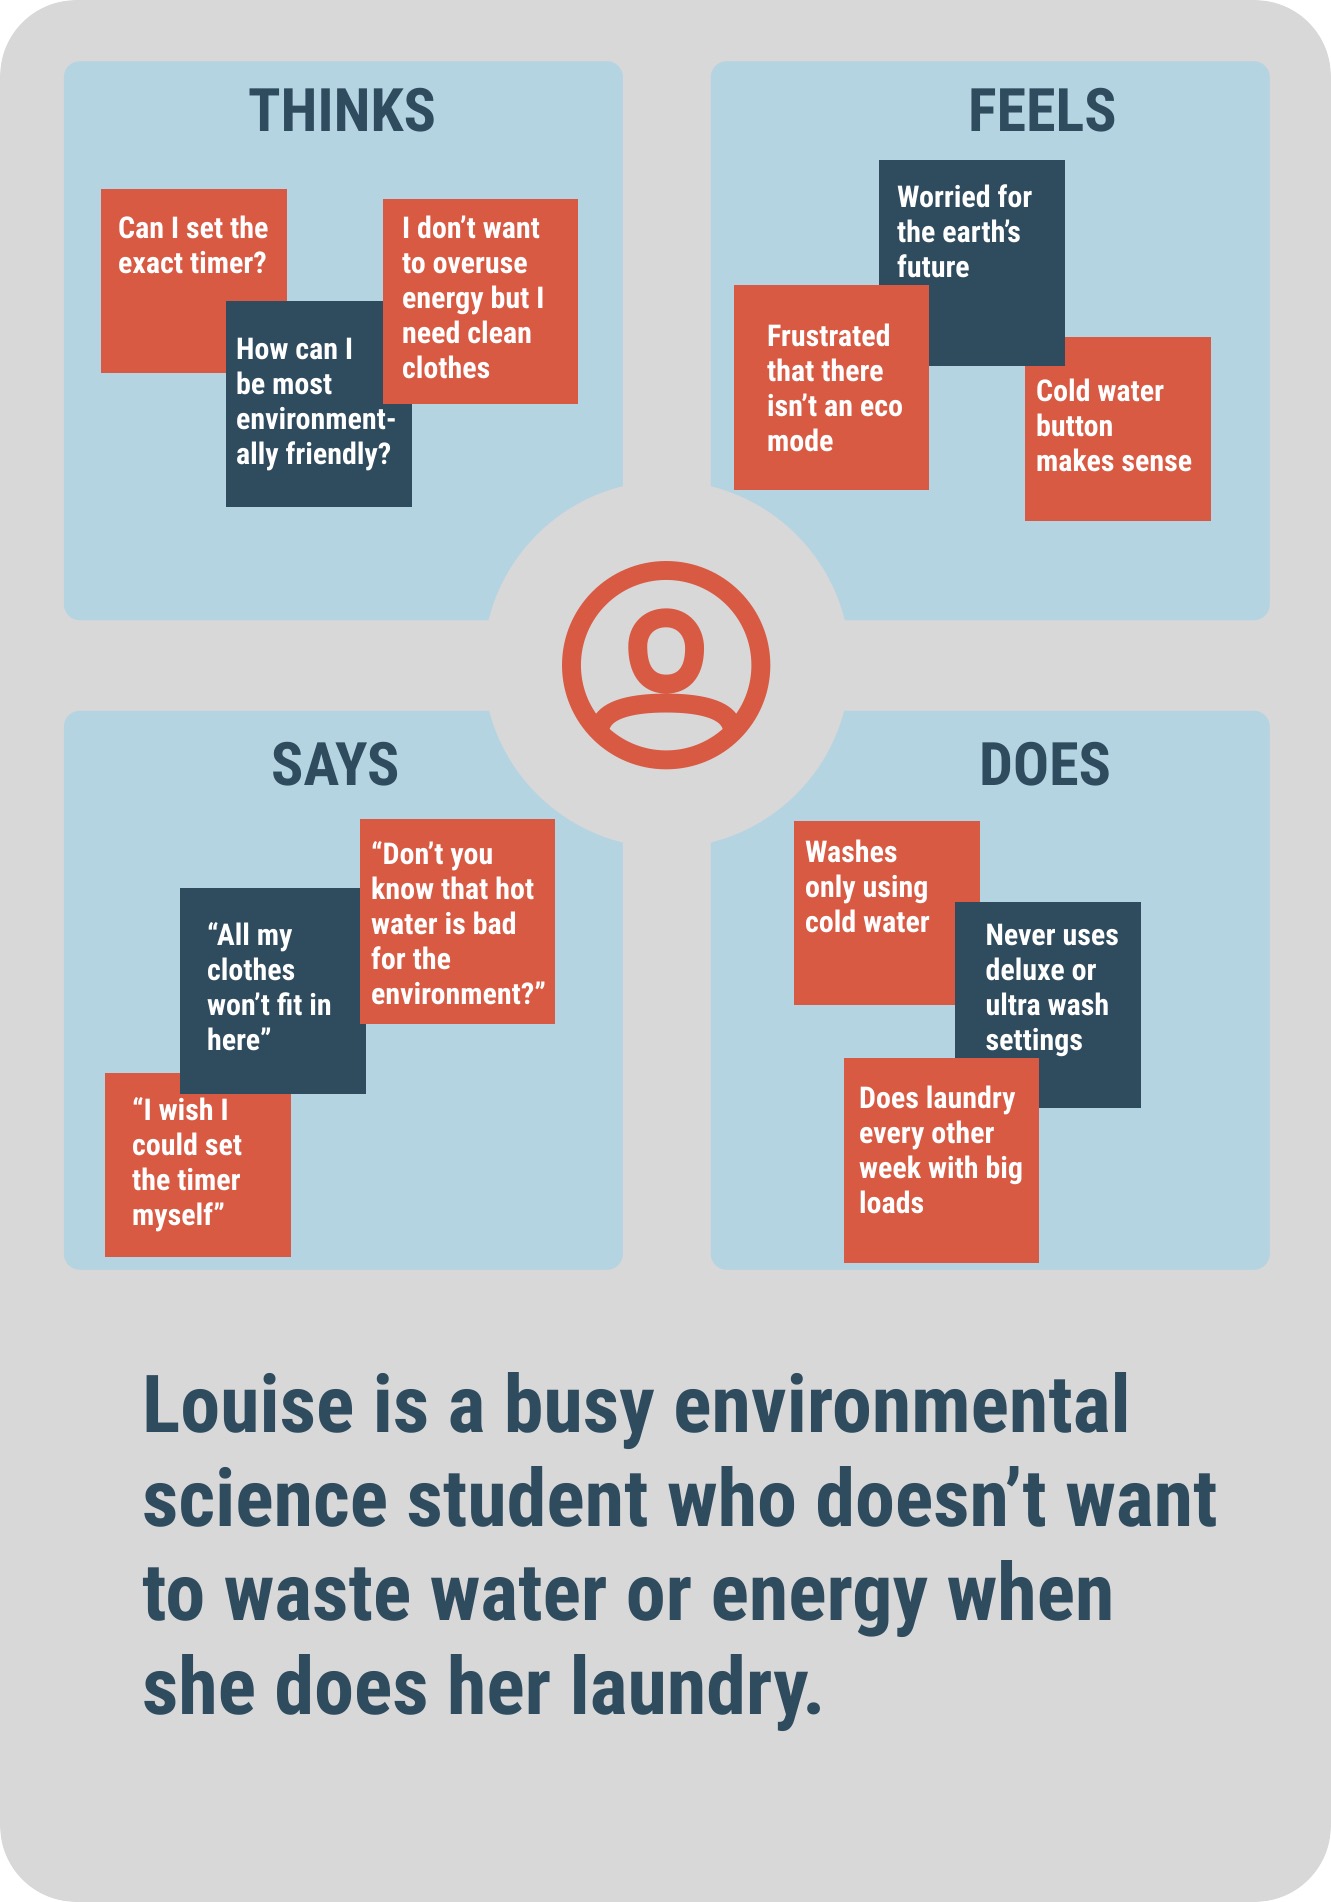 THINKS
Can I set the
exact timer?
I don’t want
to overuse
energy but I
need clean
clothes
How can I
be most
environment-
ally friendly?
FEELS
Worried for
the earth’s
future
Frustrated
that there
isn’t an eco
mode
Cold water
button
makes sense
SAYS
“Don’t you
know that hot
water is bad
for the
environment?”
“All my
clothes
won’t fit in
here”
“I wish I
could set
the timer
myself”
DOES
Washes
only using
cold water
Never uses
deluxe or
ultra wash
settings
Does laundry
every other
week with big
loads
Louise is a busy environmental
science student who doesn’t want
to waste water or energy when
she does her laundry.